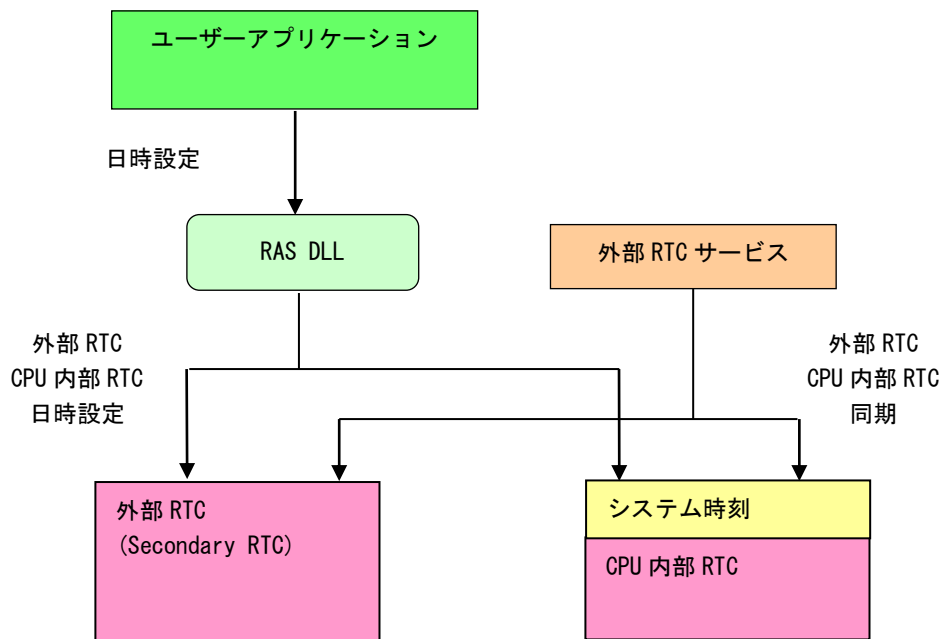 ユーザーアプリケーション
日時設定
RAS DLL
外部 RTC サービス
外部 RTC
CPU 内部 RTC
日時設定
外部 RTC
CPU 内部 RTC
同期
外部 RTC
(Secondary RTC)
システム時刻
CPU 内部 RTC